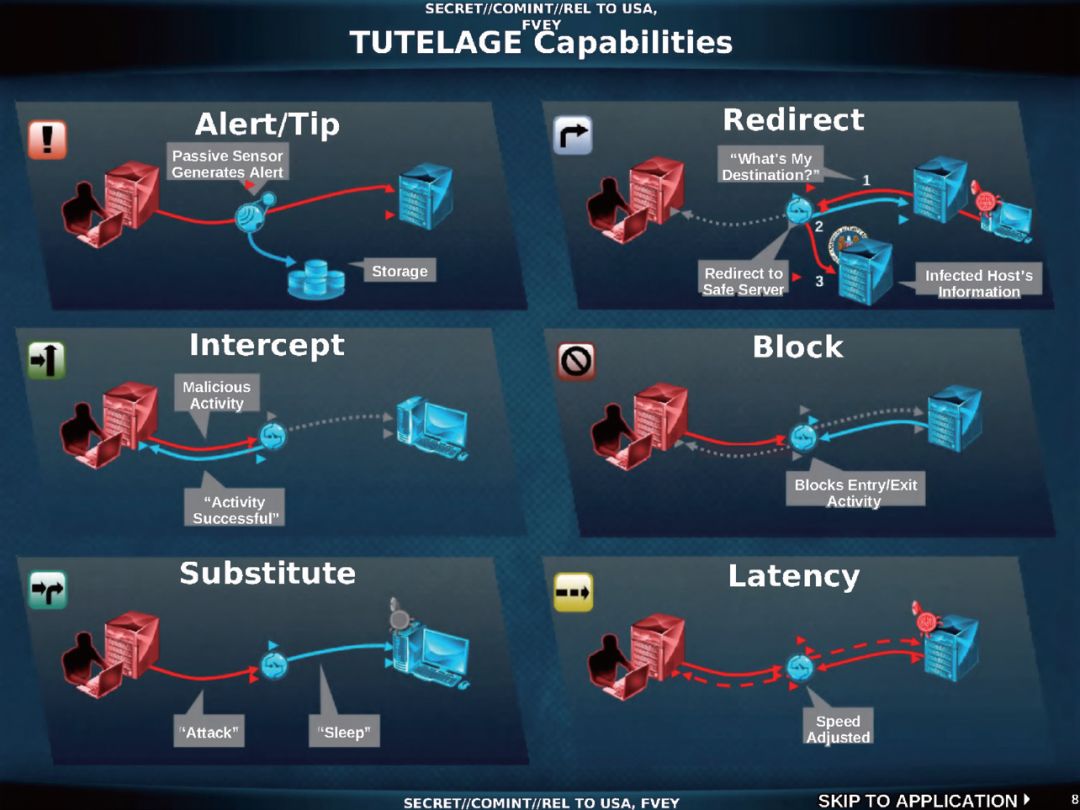 SECRET//COMINT//REL TO USA,
FVEY
TUTELAGE Capabilities
Alert/Tip
Passive Sensor
Generates Alert
Storage
Redirect
“What’s My
Destination?”
1
2
3
Redirect to
Safe Server
Infected Host’s
Information
Intercept
Malicious
Activity
“Activity
Successful”
Block
Blocks Entry/Exit
Activity
Substitute
“Attack”
“Sleep”
Latency
Speed
Adjusted
SECRET//COMINT//REL TO USA, FVEY
SKIP TO APPLICATION
8